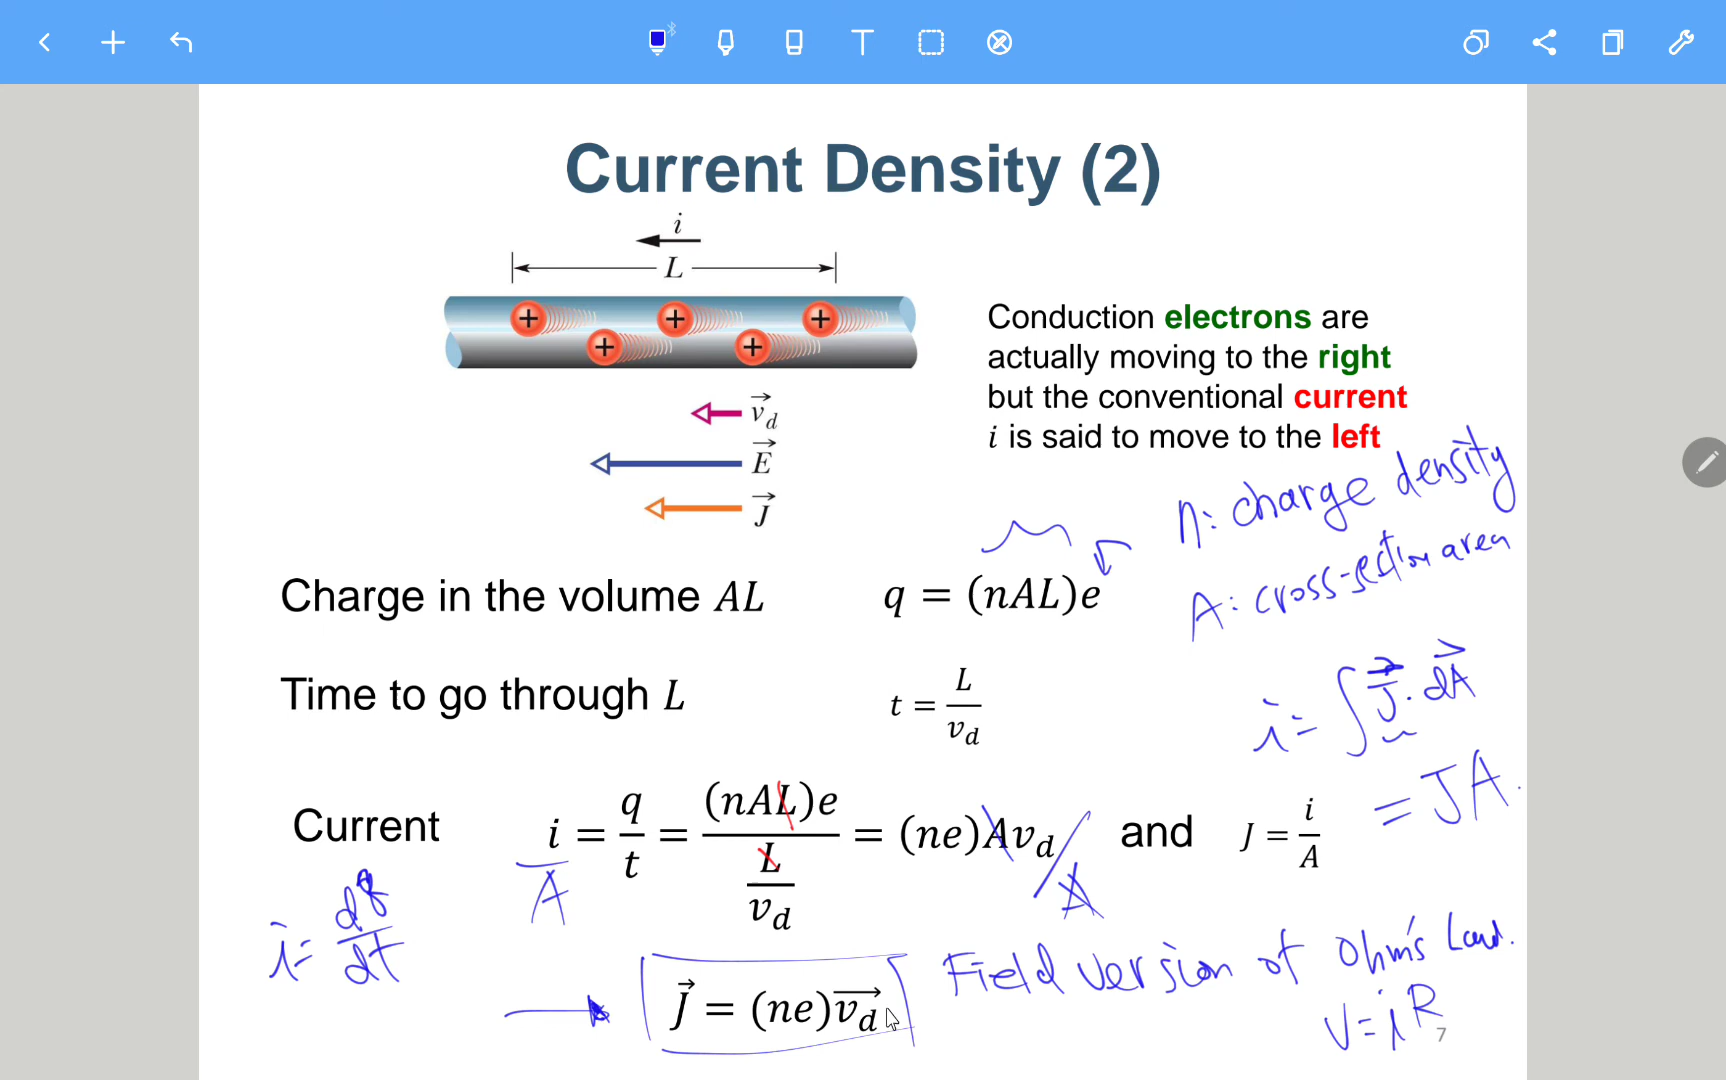 Current Density (2)
i
L
+ + + + +
v⃗_d
E⃗
J⃗
Conduction electrons are
actually moving to the right
but the conventional current
i is said to move to the left
n: charge density
A: cross-section area
Charge in the volume AL q = (nAL)e
Time to go through L t = L/v_d
i = ∫ J⃗ · dA⃗
= JA.
Current i = q/t = (nAL)e / (L/v_d) = (ne)Av_d / A and J = i/A
A
i = dq/dt
J⃗ = (ne)v_d⃗ Field version of Ohm's
V = iR
7